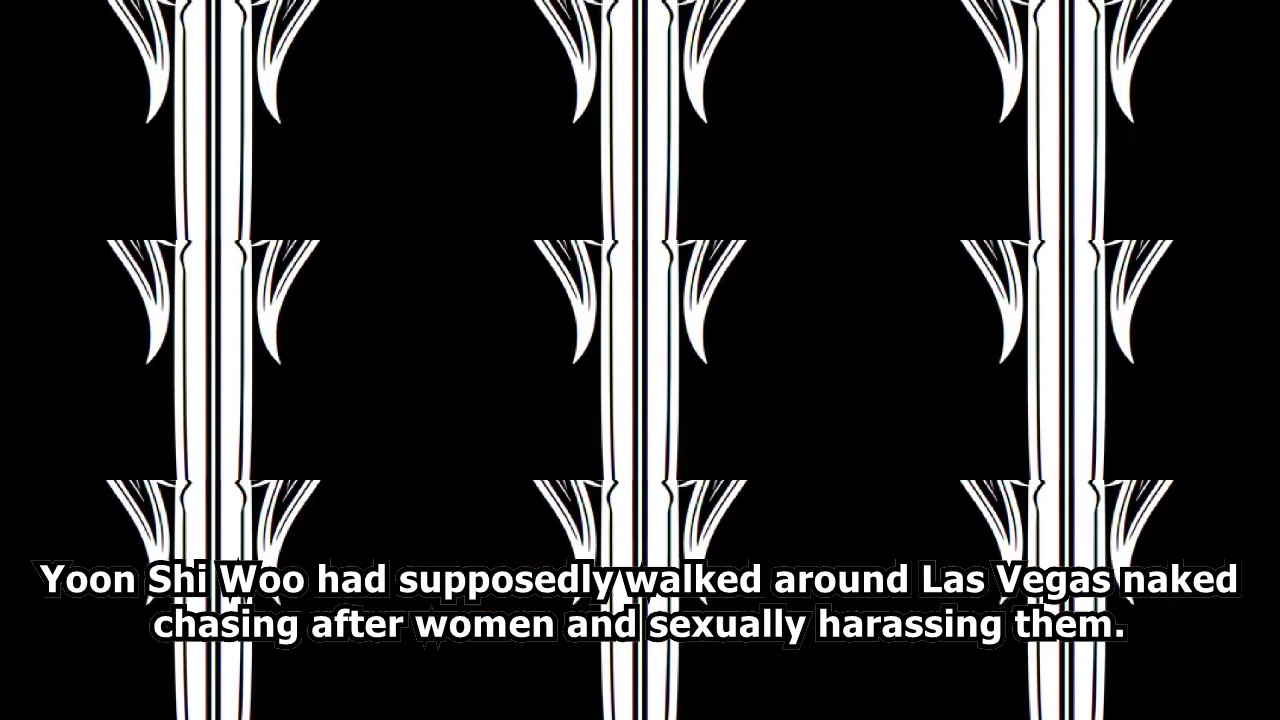 Yoon Shi Woo had supposedly walked around Las Vegas naked
chasing after women and sexually harassing them.